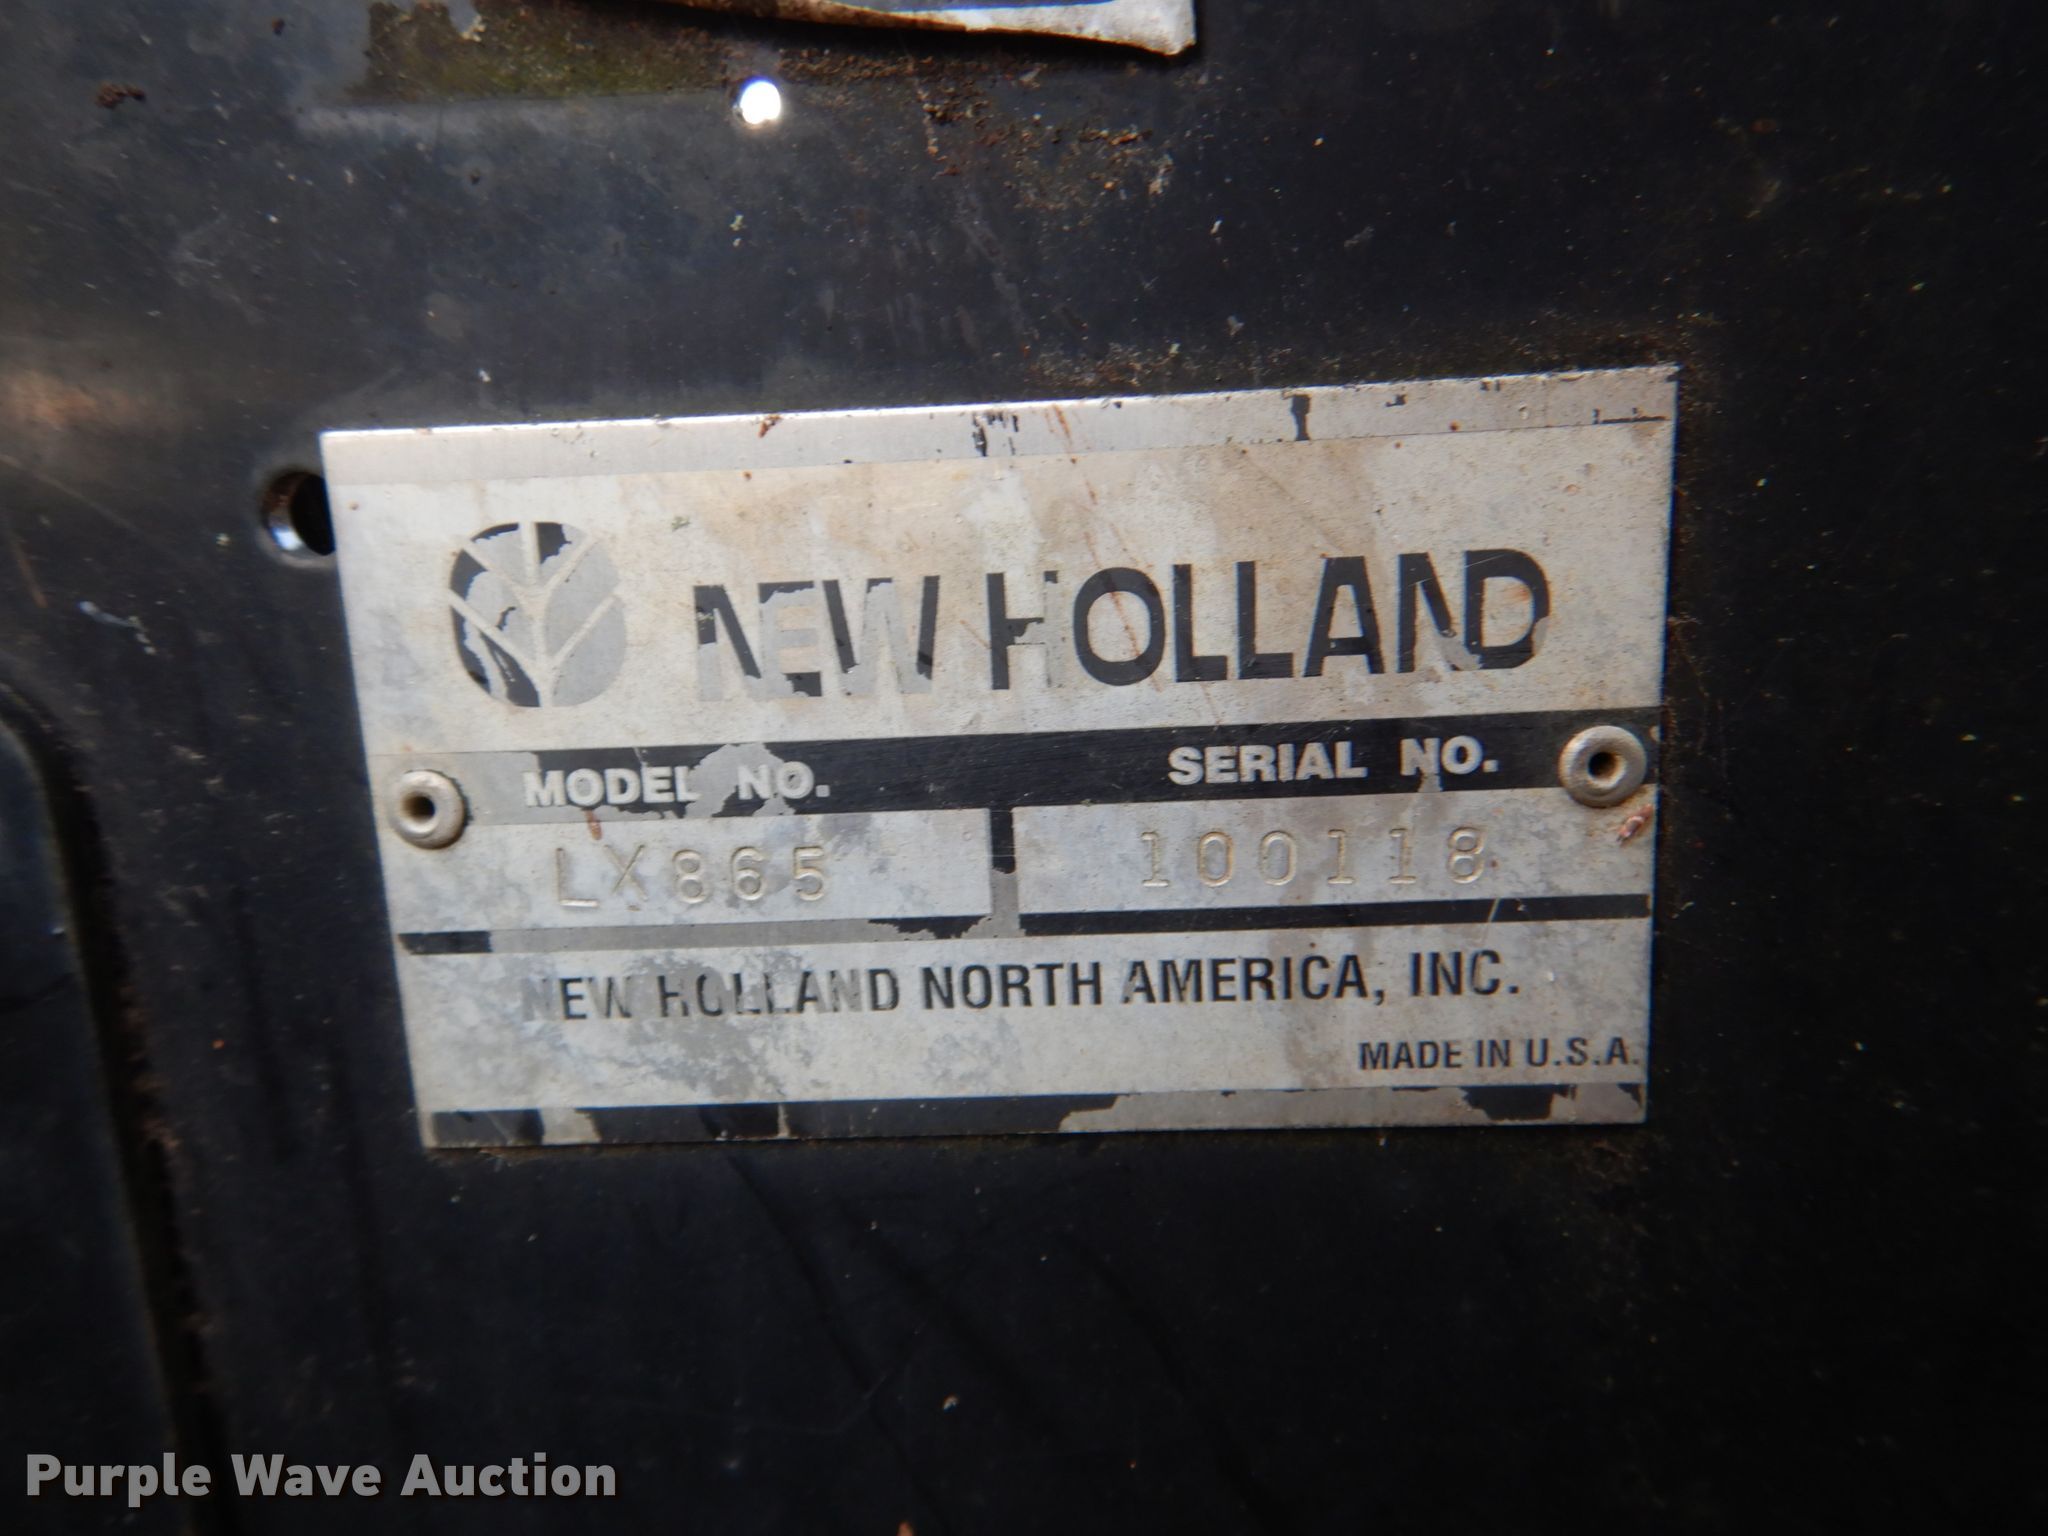 NEW HOLLAND
MODEL NO. SERIAL NO.
LX865 100118
NEW HOLLAND NORTH AMERICA, INC.
MADE IN U.S.A.
Purple Wave Auction